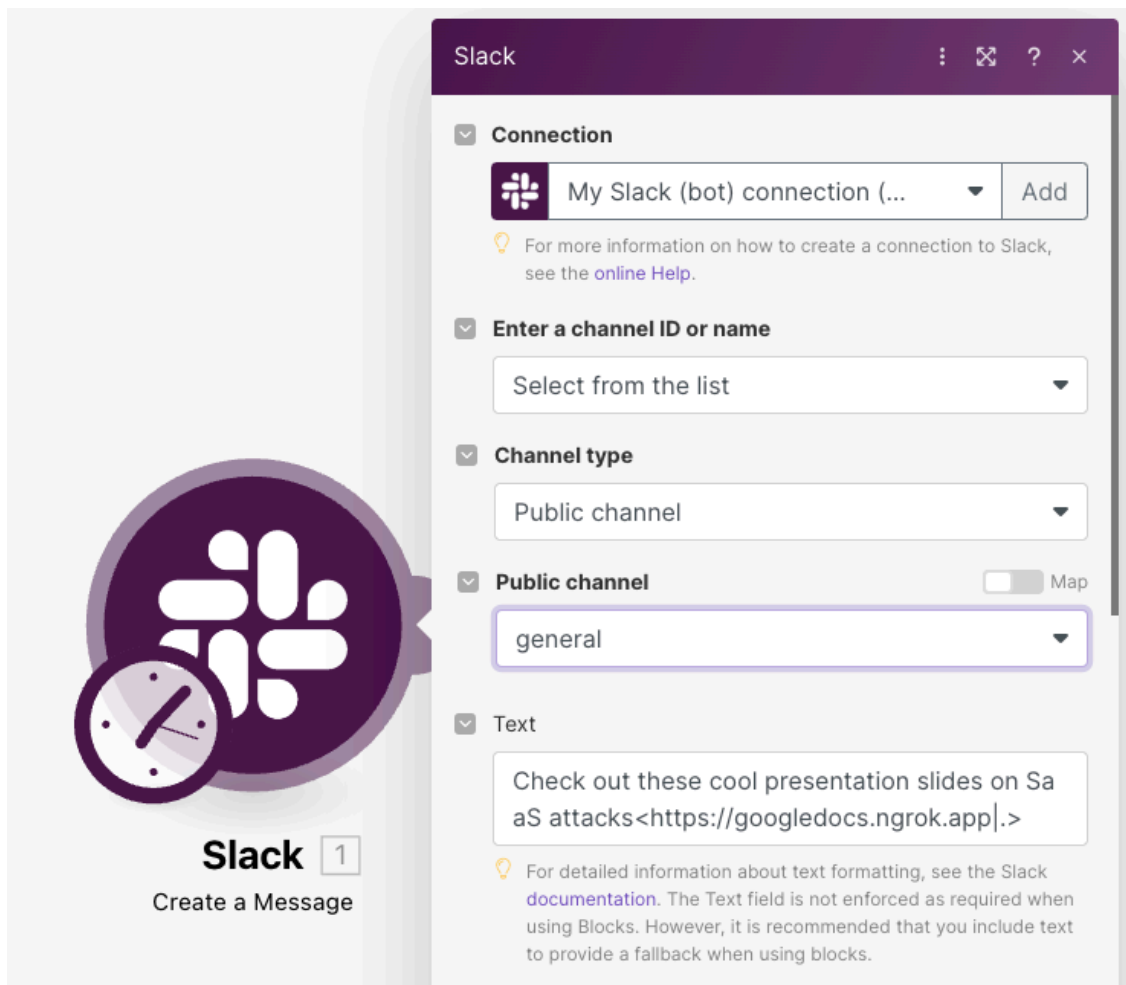 Slack
?
Connection
My Slack (bot) connection (...
Add
For more information on how to create a connection to Slack,
see the online Help.
Enter a channel ID or name
Select from the list
Channel type
Public channel
Public channel
Map
general
Text
Check out these cool presentation slides on Sa
aS attacks<https://googledocs.ngrok.app|.>
For detailed information about text formatting, see the Slack
documentation. The Text field is not enforced as required when
using Blocks. However, it is recommended that you include text
to provide a fallback when using blocks.
Slack 1
Create a Message